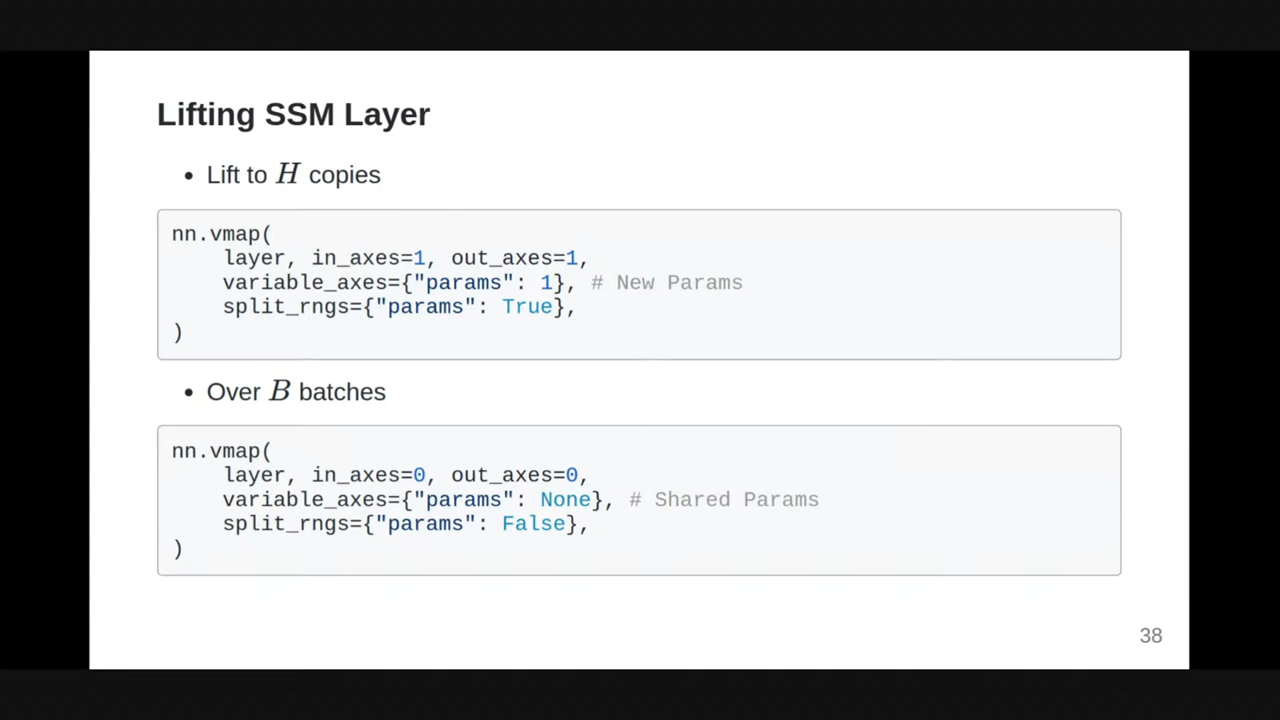 Lifting SSM Layer
• Lift to H copies
nn.vmap(
    layer, in_axes=1, out_axes=1,
    variable_axes={"params": 1}, # New Params
    split_rngs={"params": True},
)
• Over B batches
nn.vmap(
    layer, in_axes=0, out_axes=0,
    variable_axes={"params": None}, # Shared Params
    split_rngs={"params": False},
)
38